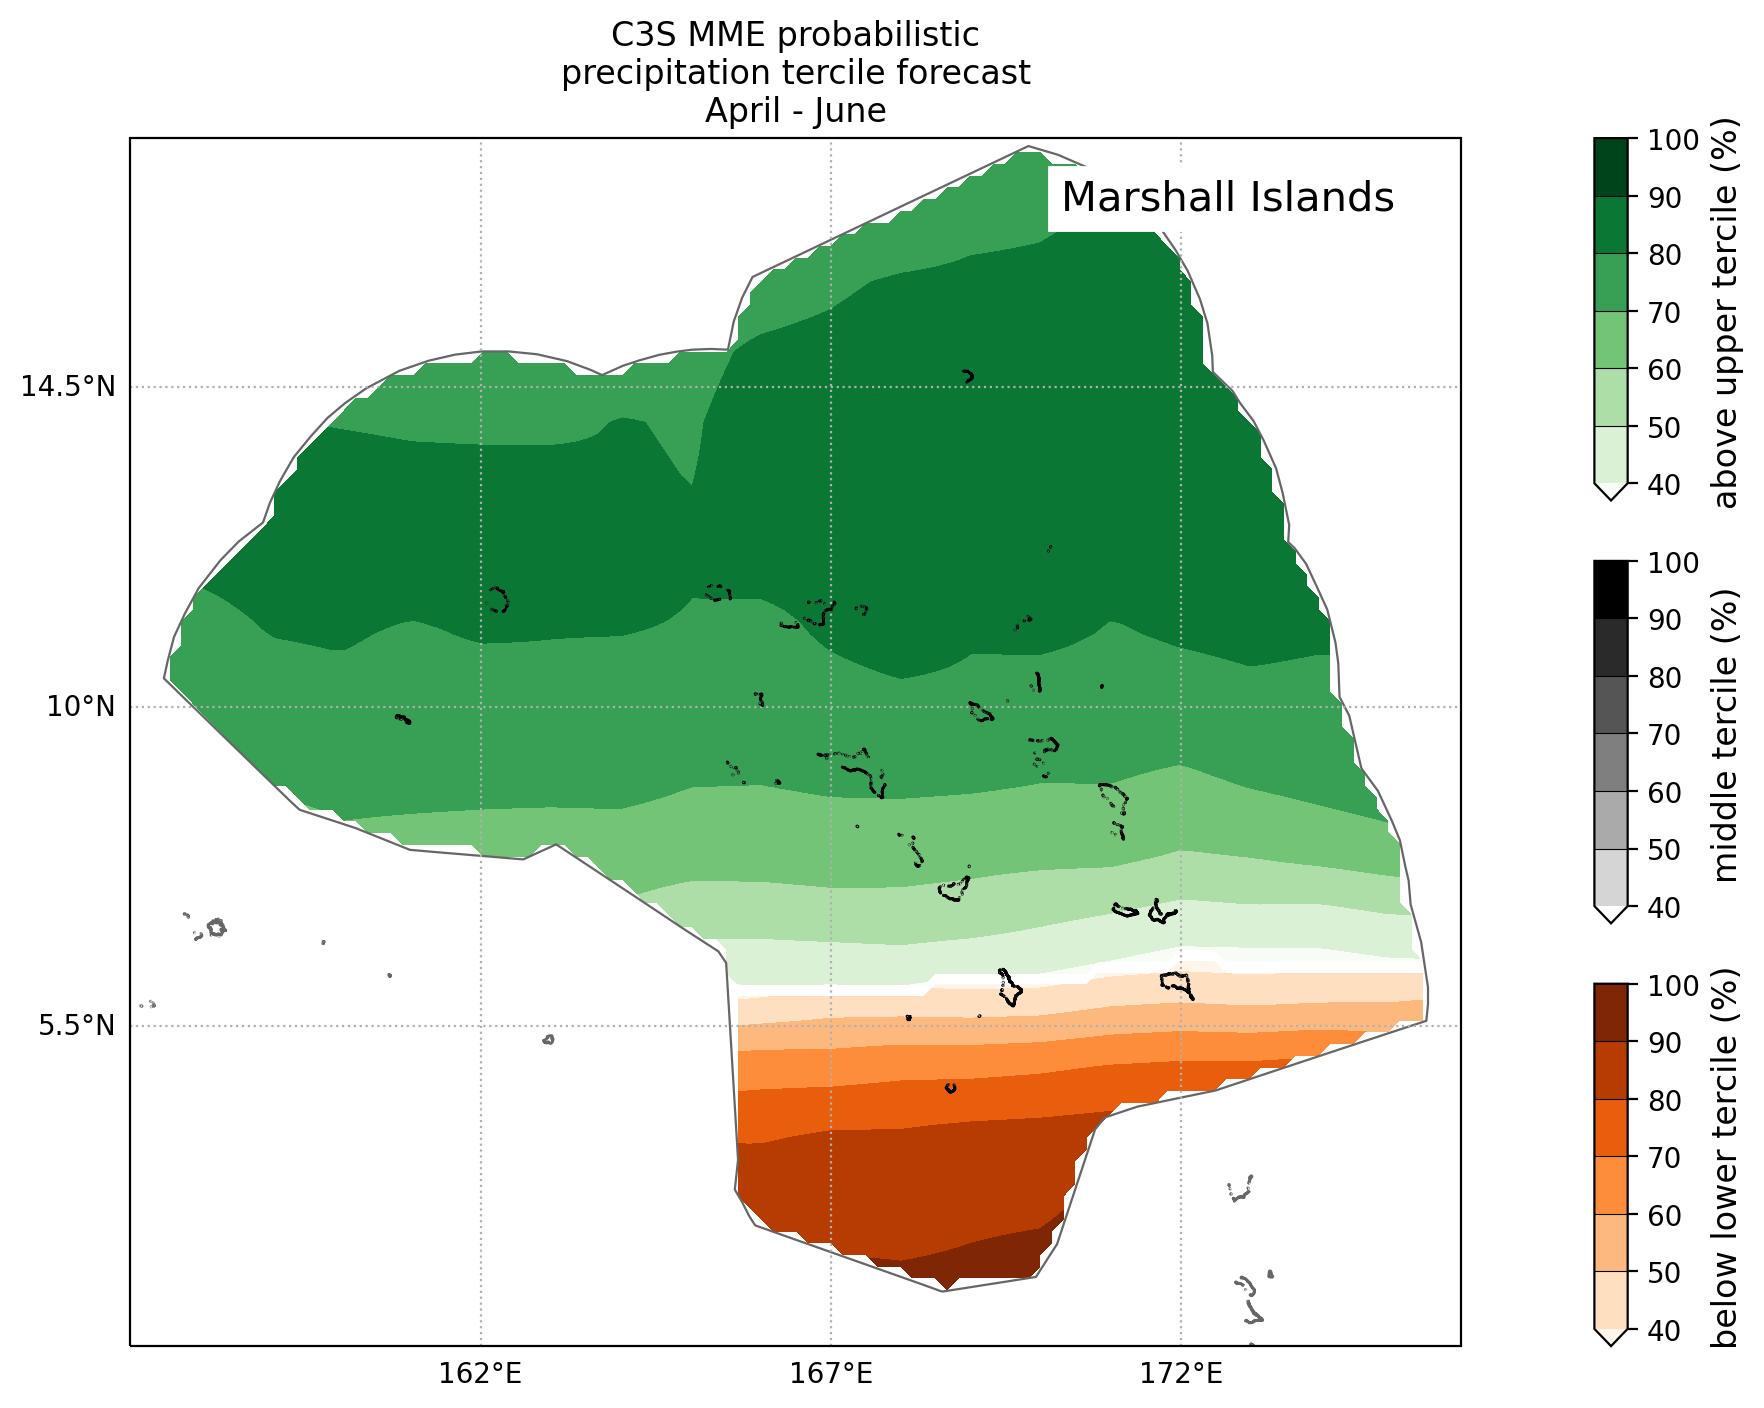 C3S MME probabilistic
precipitation tercile forecast
April - June
Marshall Islands
14.5°N
10°N
5.5°N
162°E
167°E
172°E
100
90
80
70
60
50
40
above upper tercile (%)
100
90
80
70
60
50
40
middle tercile (%)
100
90
80
70
60
50
40
below lower tercile (%)